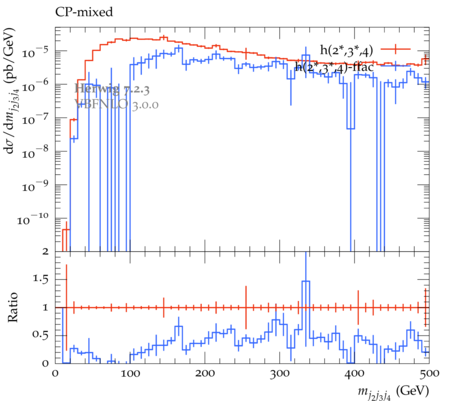 CP-mixed
h(2*,3*,4)
h(2*,3*,4)-ffac
Herwig 7.2.3
VBFNLO 3.0.0
dσ/dm_{j₂j₃j₄} (pb/GeV)
10⁻⁵
10⁻⁶
10⁻⁷
10⁻⁸
10⁻⁹
10⁻¹⁰
2
1.5
1
0.5
0
Ratio
0 100 200 300 400 500
m_{j₂j₃j₄} (GeV)